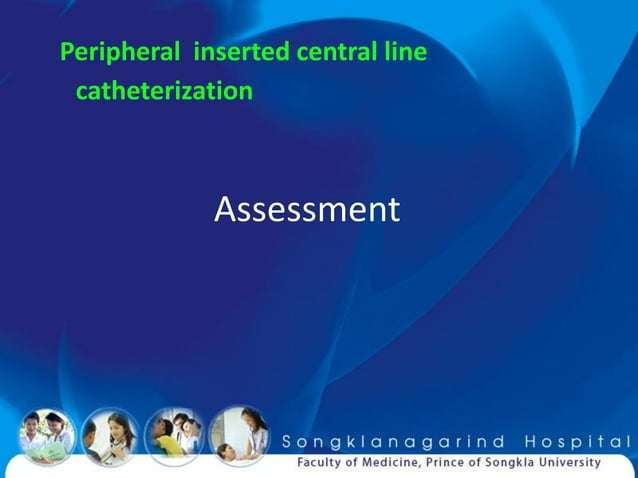 Peripheral  inserted central line
catheterization
Assessment
Songklanagarind Hospital
Faculty of Medicine, Prince of Songkla University